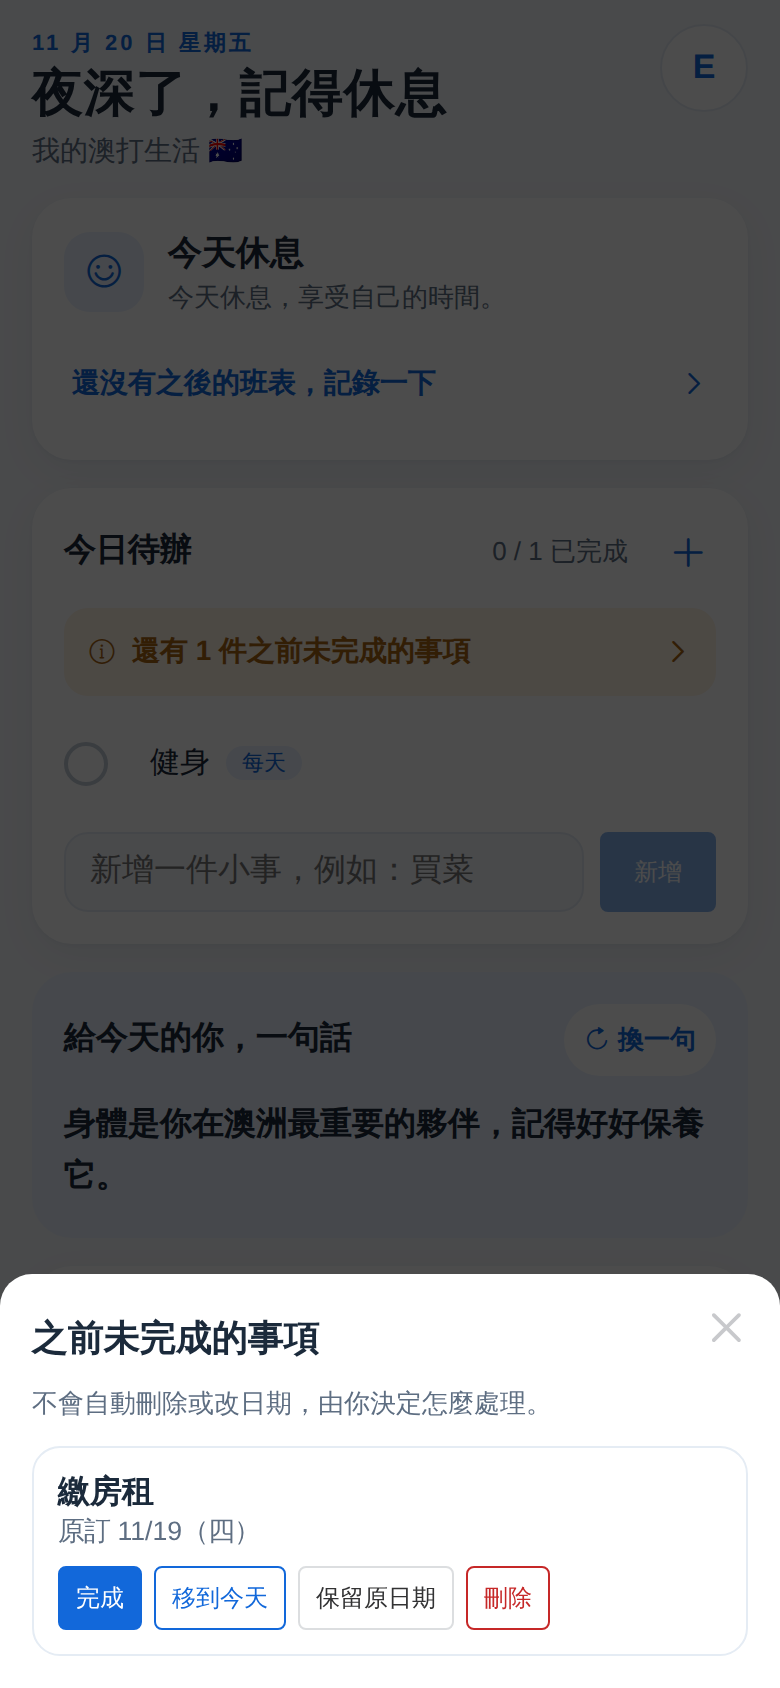 11 月 20 日 星期五
夜深了，記得休息
E
我的澳打生活 🇦🇺
今天休息
今天休息，享受自己的時間。
還沒有之後的班表，記錄一下
今日待辦
0 / 1 已完成
還有 1 件之前未完成的事項
健身
每天
新增一件小事，例如：買菜
新增
給今天的你，一句話
換一句
身體是你在澳洲最重要的夥伴，記得好好保養
它。
之前未完成的事項
不會自動刪除或改日期，由你決定怎麼處理。
繳房租
原訂 11/19（四）
完成
移到今天
保留原日期
刪除